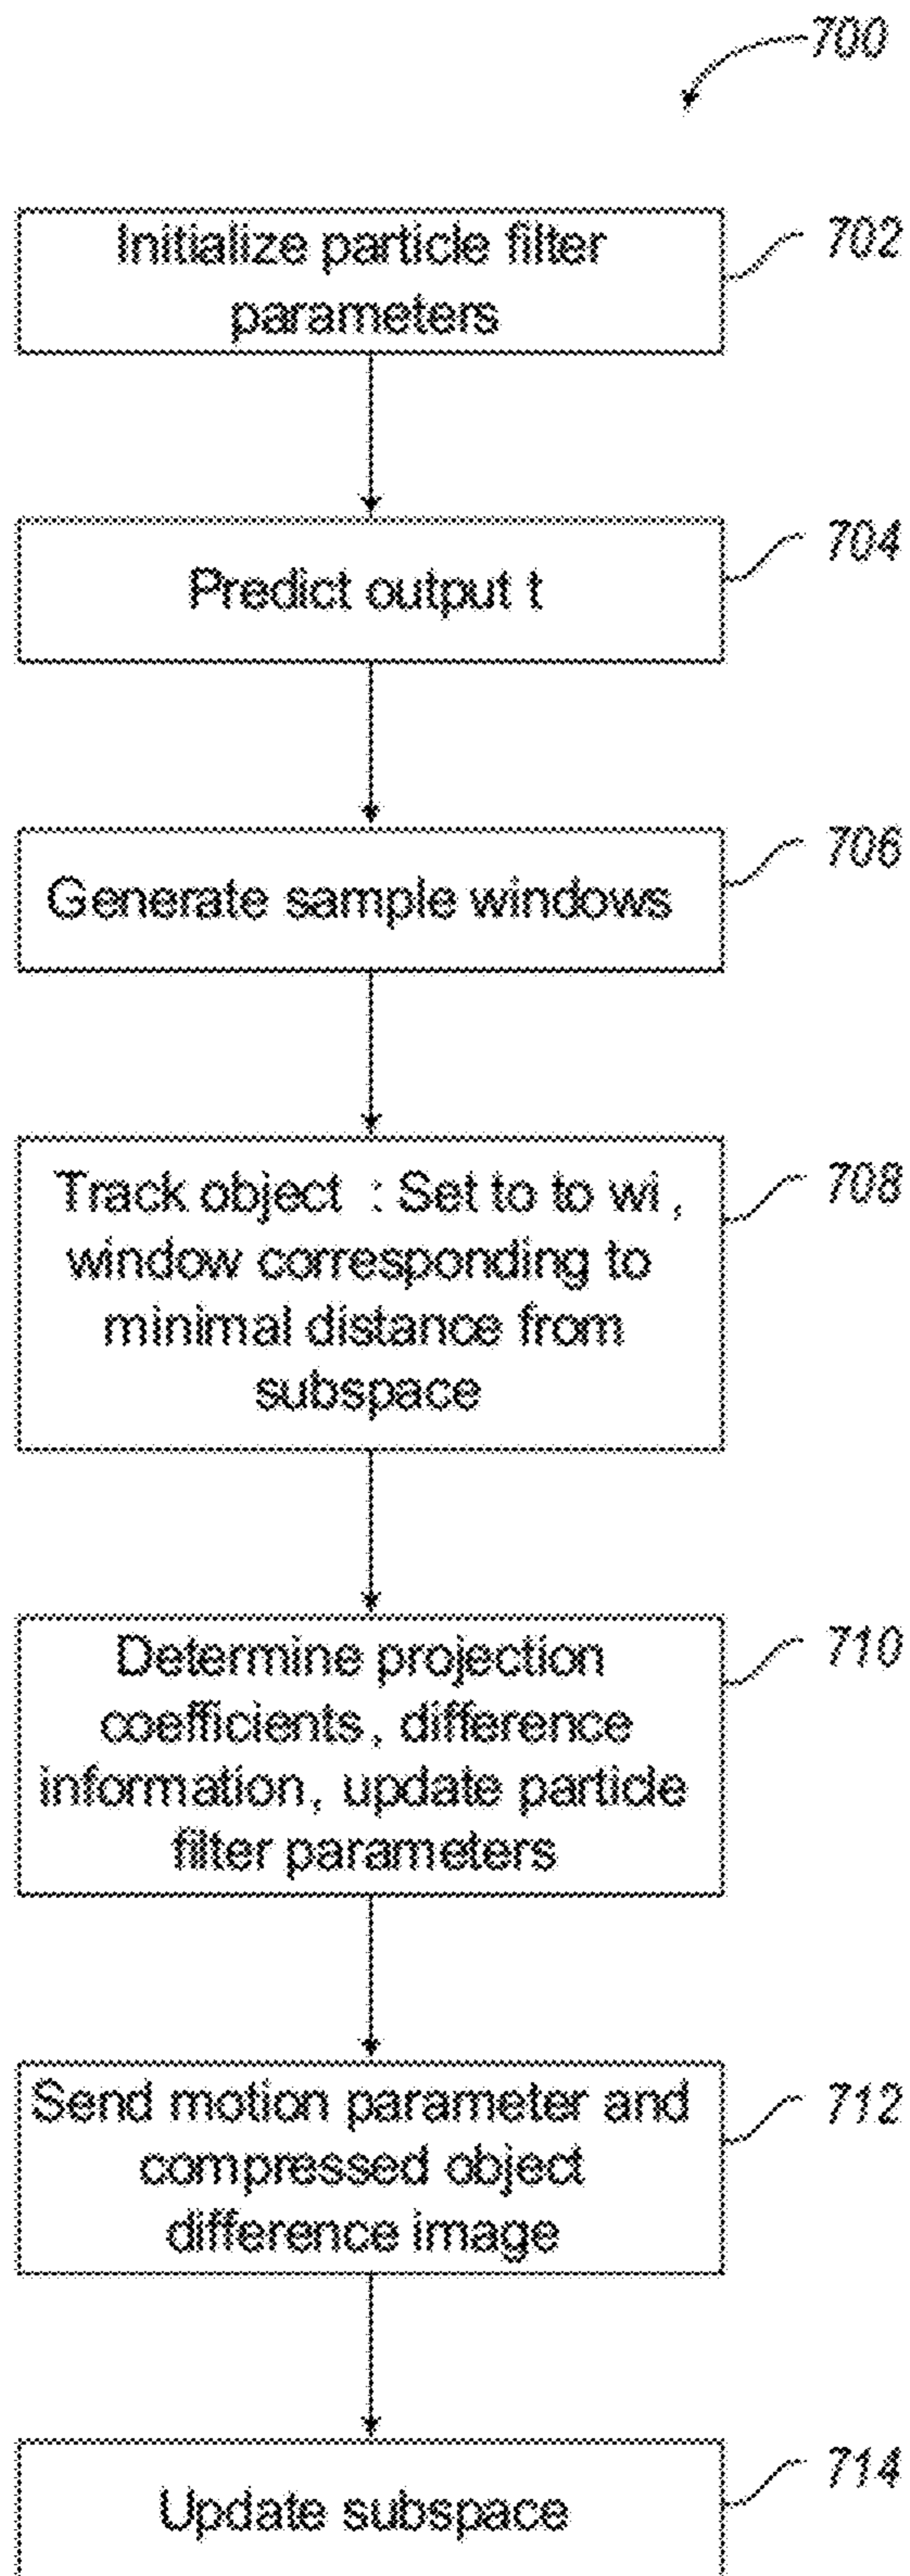 700
Initialize particle filter
parameters
702
Predict output t
704
Generate sample windows
706
Track object : Set to to wi ,
window corresponding to
minimal distance from
subspace
708
Determine projection
coefficients, difference
information, update particle
filter parameters
710
Send motion parameter and
compressed object
difference image
712
Update subspace
714